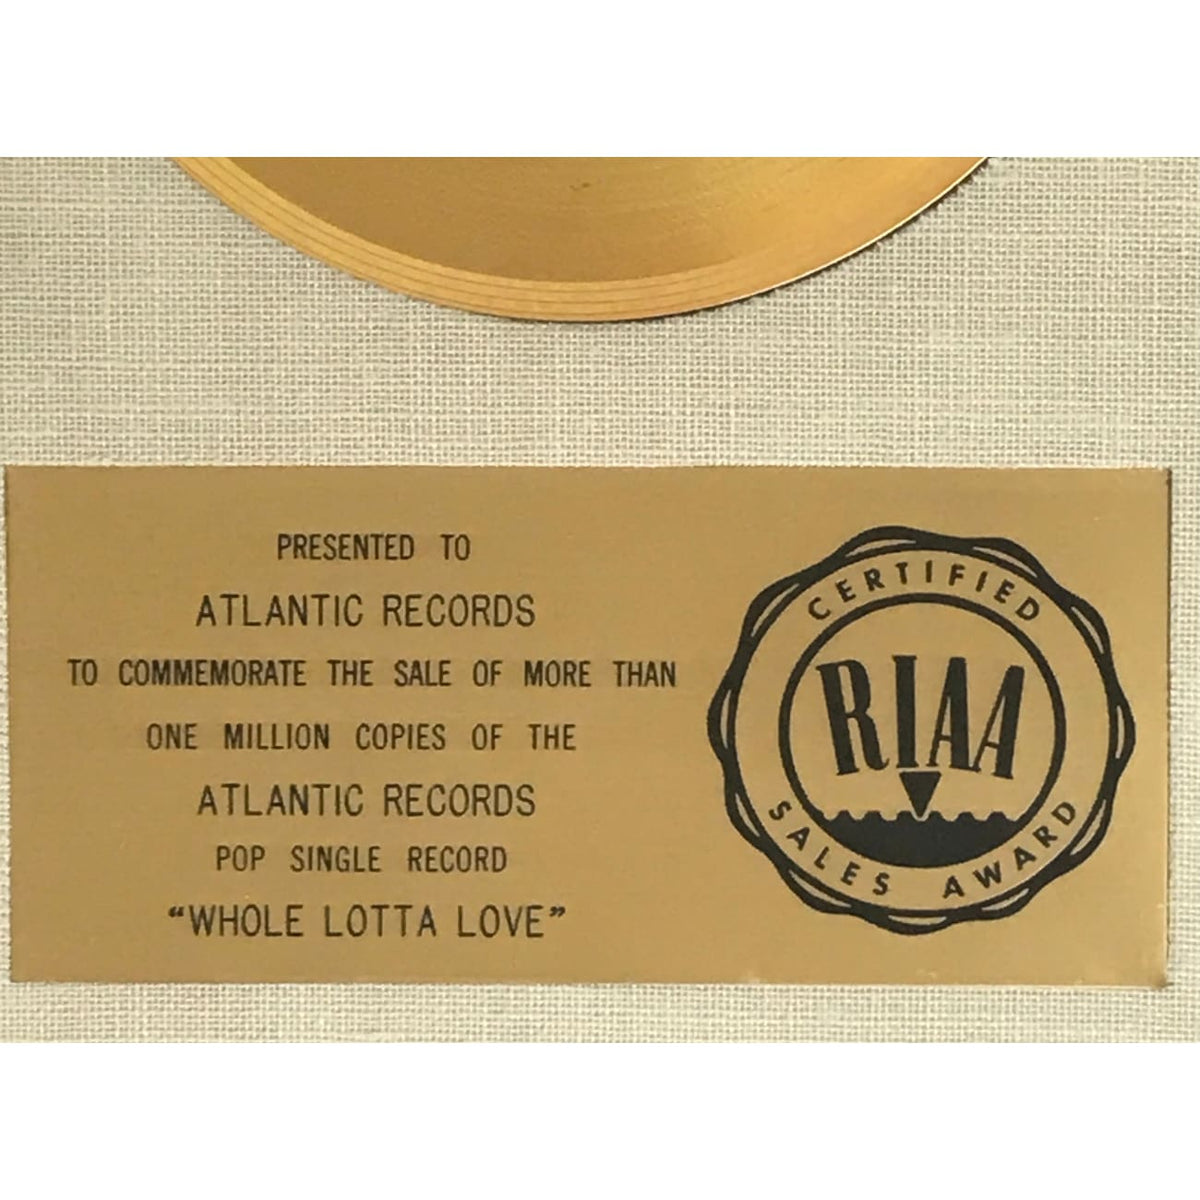 PRESENTED TO
ATLANTIC RECORDS
TO COMMEMORATE THE SALE OF MORE THAN
ONE MILLION COPIES OF THE
ATLANTIC RECORDS
POP SINGLE RECORD
“WHOLE LOTTA LOVE”
CERTIFIED
RIAA
SALES AWARD